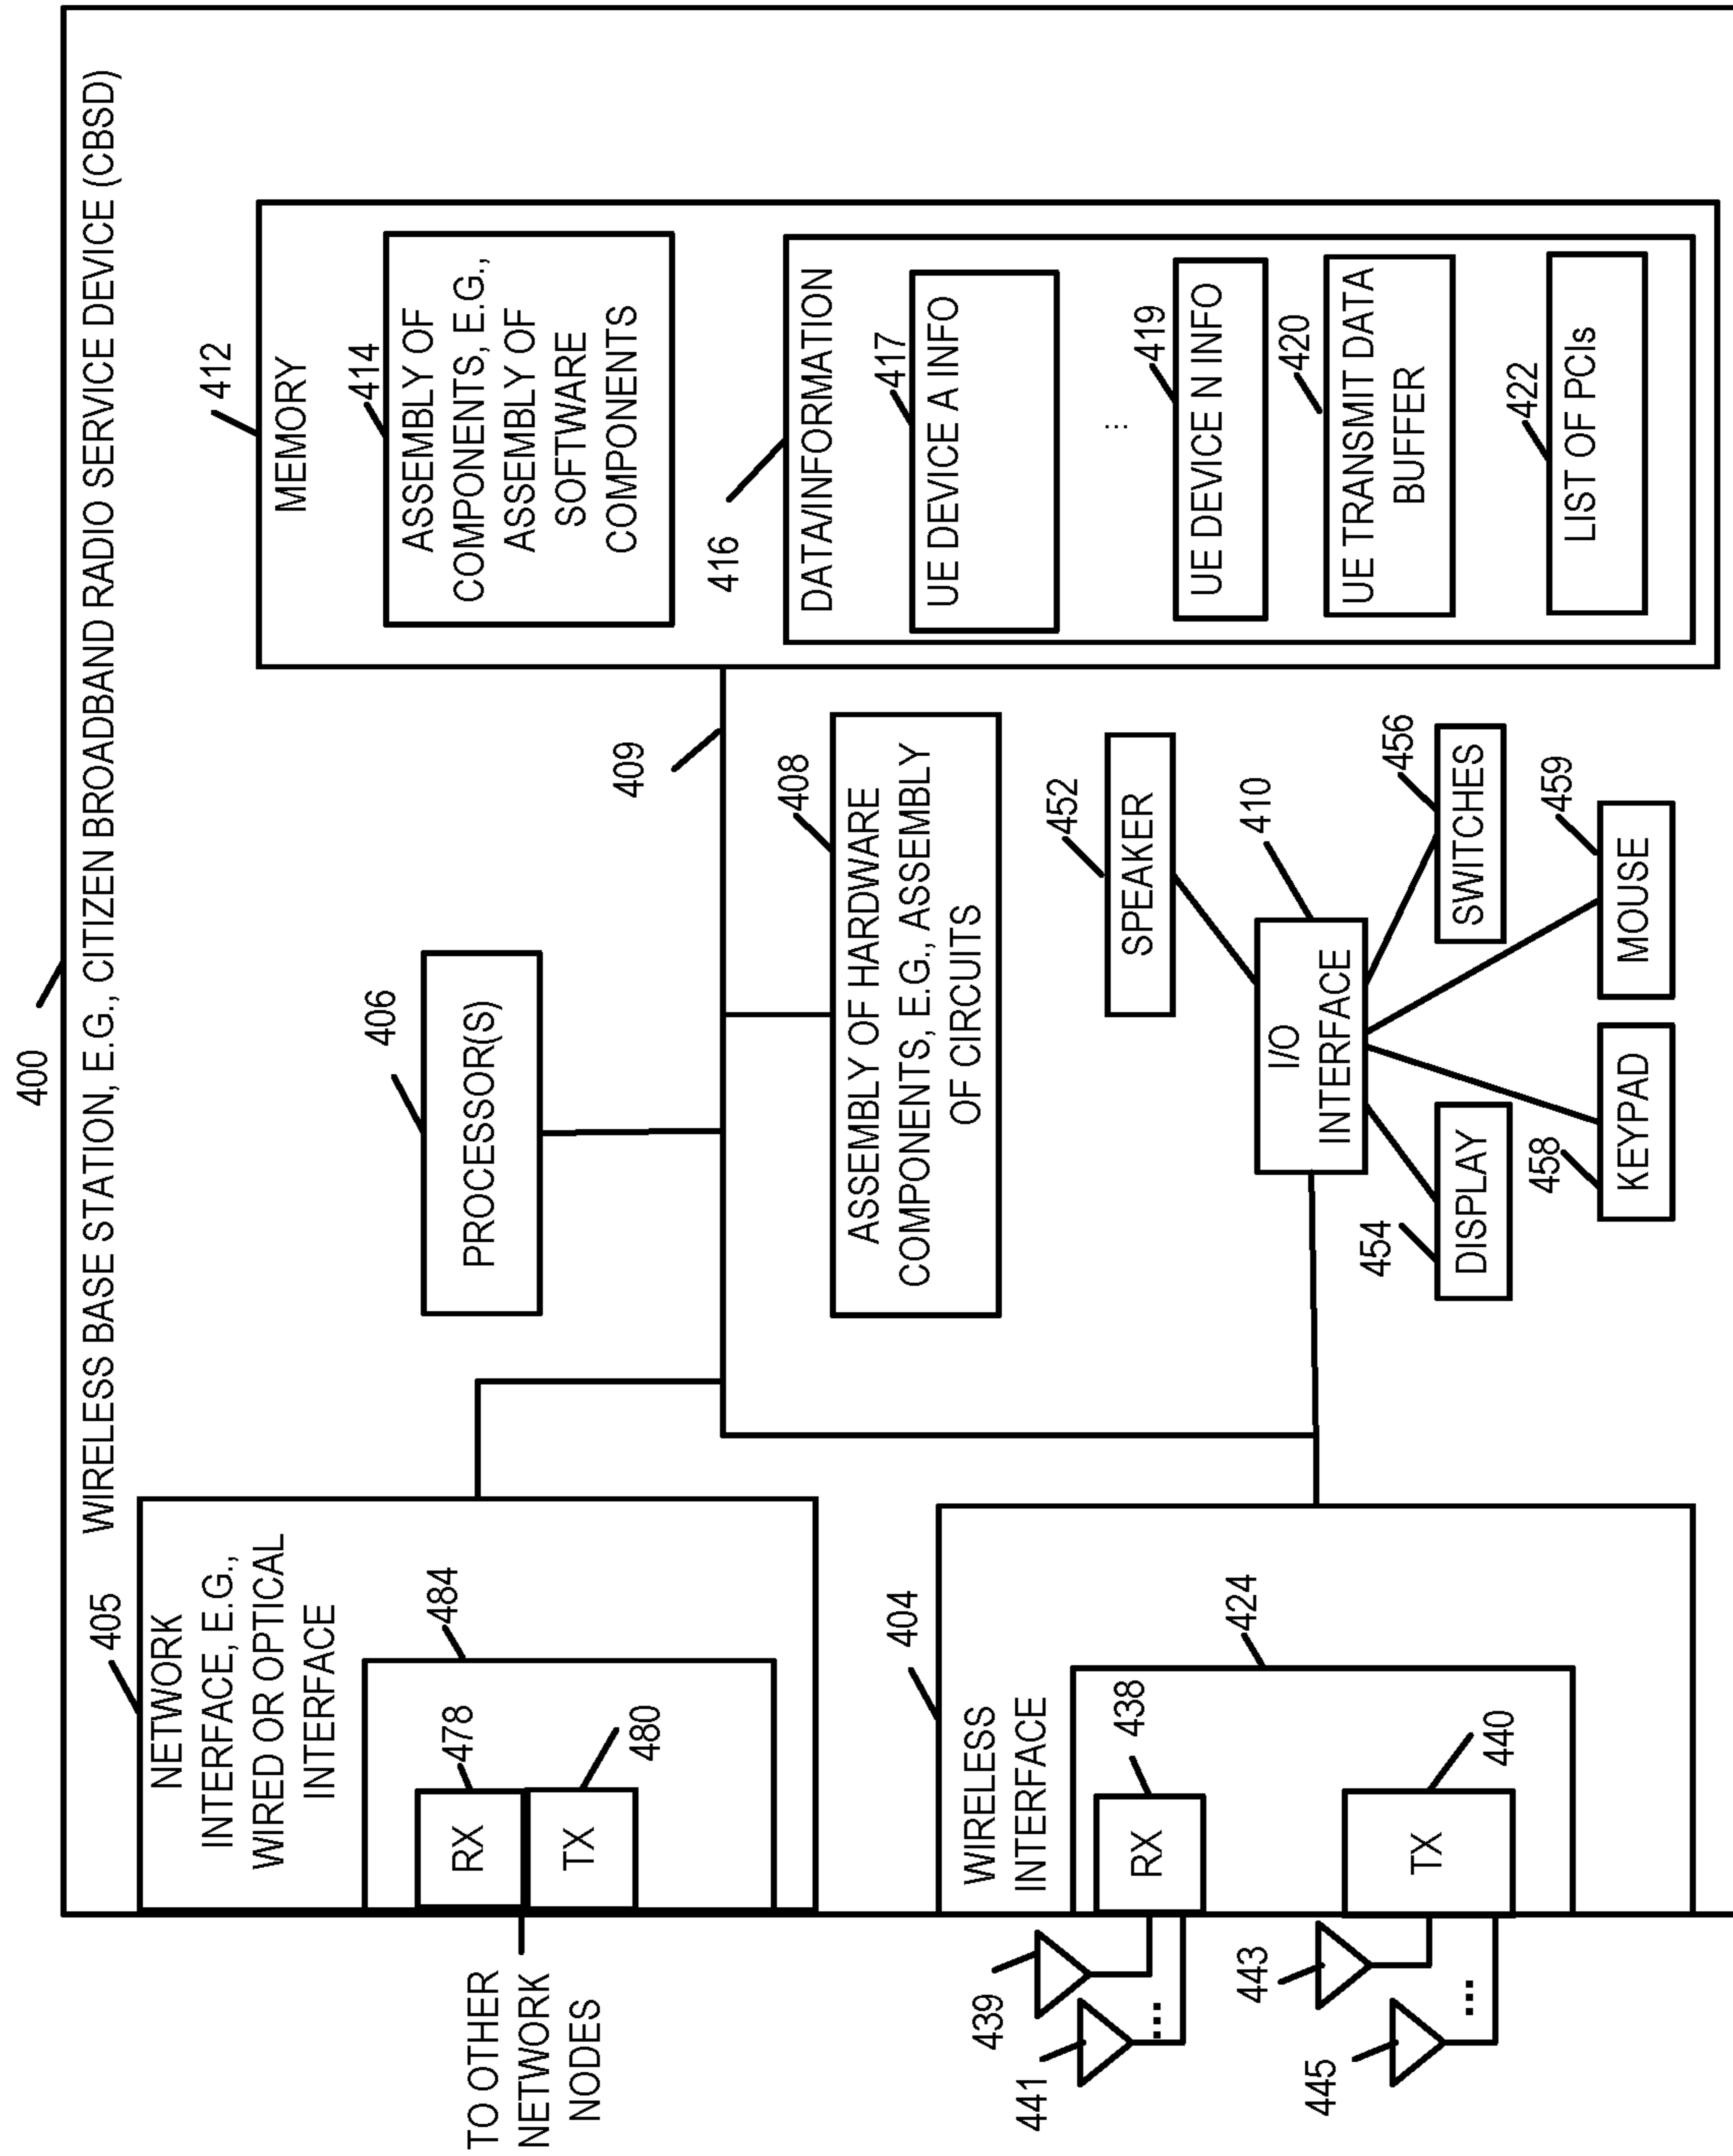 400
WIRELESS BASE STATION, E.G., CITIZEN BROADBAND RADIO SERVICE DEVICE (CBSD)
405
NETWORK
INTERFACE, E.G.,
WIRED OR OPTICAL
INTERFACE
484
478
RX
TX
480
TO OTHER
NETWORK
NODES
404
WIRELESS
INTERFACE
424
438
RX
440
TX
439
441
...
443
445
...
406
PROCESSOR(S)
409
408
ASSEMBLY OF HARDWARE
COMPONENTS, E.G., ASSEMBLY
OF CIRCUITS
452
SPEAKER
410
I/O
INTERFACE
454
DISPLAY
456
SWITCHES
458
KEYPAD
459
MOUSE
412
MEMORY
414
ASSEMBLY OF
COMPONENTS, E.G.,
ASSEMBLY OF
SOFTWARE
COMPONENTS
416
DATA/INFORMATION
417
UE DEVICE A INFO
...
419
UE DEVICE N INFO
420
UE TRANSMIT DATA
BUFFER
422
LIST OF PCIs